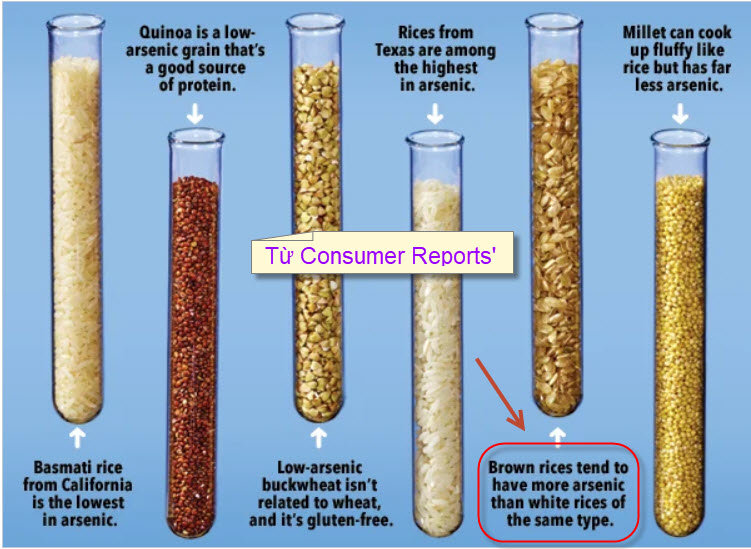 Quinoa is a low-
arsenic grain that's
a good source
of protein.
Rices from
Texas are among
the highest
in arsenic.
Millet can cook
up fluffy like
rice but has far
less arsenic.
Từ Consumer Reports'
Basmati rice
from California
is the lowest
in arsenic.
Low-arsenic
buckwheat isn't
related to wheat,
and it's gluten-free.
Brown rices tend to
have more arsenic
than white rices of
the same type.